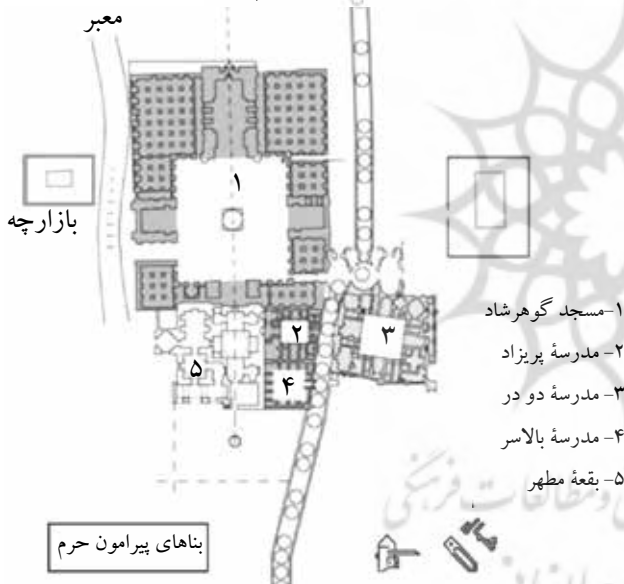 معبر
بازارچه
۱
۲
۳
۴
۵
۱-مسجد گوهرشاد
۲- مدرسهٔ پریزاد
۳- مدرسهٔ دو در
۴- مدرسهٔ بالاسر
۵- بقعهٔ مطهر
بناهای پیرامون حرم